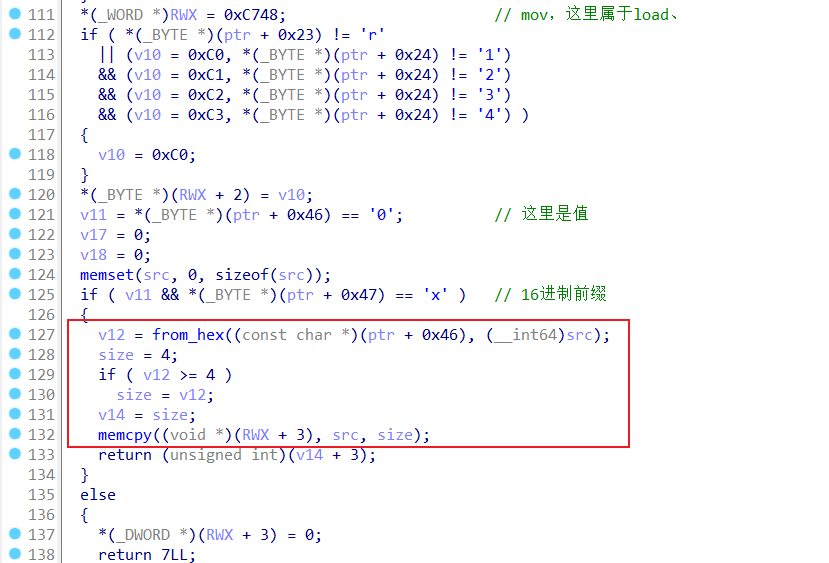 111 *(_WORD *)RWX = 0xC748; // mov，这里属于load、
112 if ( *(_BYTE *)(ptr + 0x23) != 'r'
113 || (v10 = 0xC0, *(_BYTE *)(ptr + 0x24) != '1')
114 && (v10 = 0xC1, *(_BYTE *)(ptr + 0x24) != '2')
115 && (v10 = 0xC2, *(_BYTE *)(ptr + 0x24) != '3')
116 && (v10 = 0xC3, *(_BYTE *)(ptr + 0x24) != '4') )
117 {
118 v10 = 0xC0;
119 }
120 *(_BYTE *)(RWX + 2) = v10;
121 v11 = *(_BYTE *)(ptr + 0x46) == '0'; // 这里是值
122 v17 = 0;
123 v18 = 0;
124 memset(src, 0, sizeof(src));
125 if ( v11 && *(_BYTE *)(ptr + 0x47) == 'x' ) // 16进制前缀
126 {
127 v12 = from_hex((const char *)(ptr + 0x46), (__int64)src);
128 size = 4;
129 if ( v12 >= 4 )
130 size = v12;
131 v14 = size;
132 memcpy((void *)(RWX + 3), src, size);
133 return (unsigned int)(v14 + 3);
134 }
135 else
136 {
137 *(_DWORD *)(RWX + 3) = 0;
138 return 7LL;